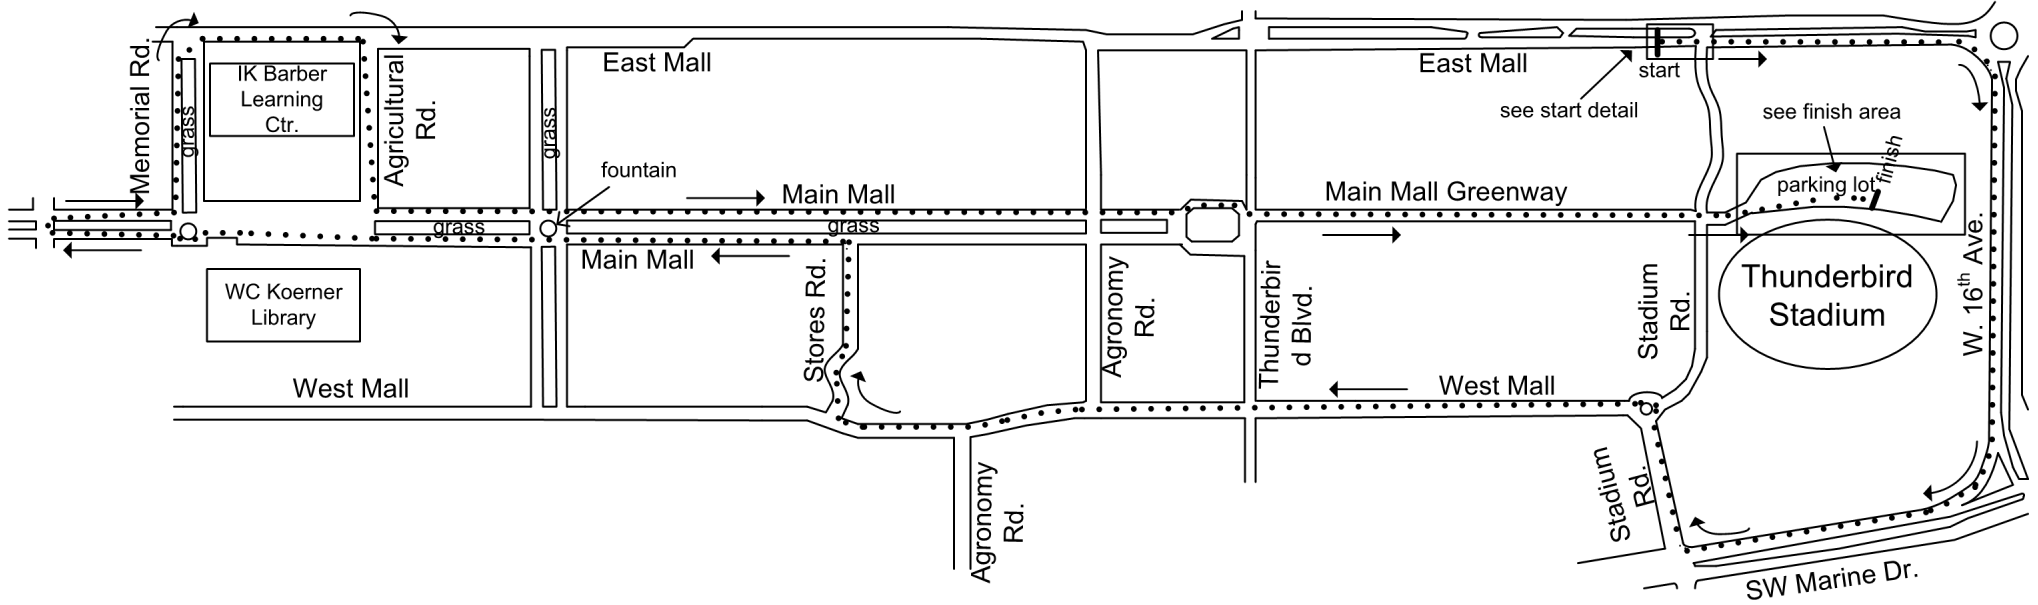 Memorial Rd.
grass
IK Barber
Learning
Ctr.
Agricultural
Rd.
grass
East Mall
fountain
Main Mall
grass
grass
Main Mall
WC Koerner
Library
West Mall
Stores Rd.
Agronomy
Rd.
Agronomy
Rd.
Thunderbir
d Blvd.
East Mall
start
see start detail
see finish area
finish
parking lot
Main Mall Greenway
Stadium
Rd.
Thunderbird
Stadium
W. 16th Ave.
West Mall
Stadium
Rd.
SW Marine Dr.